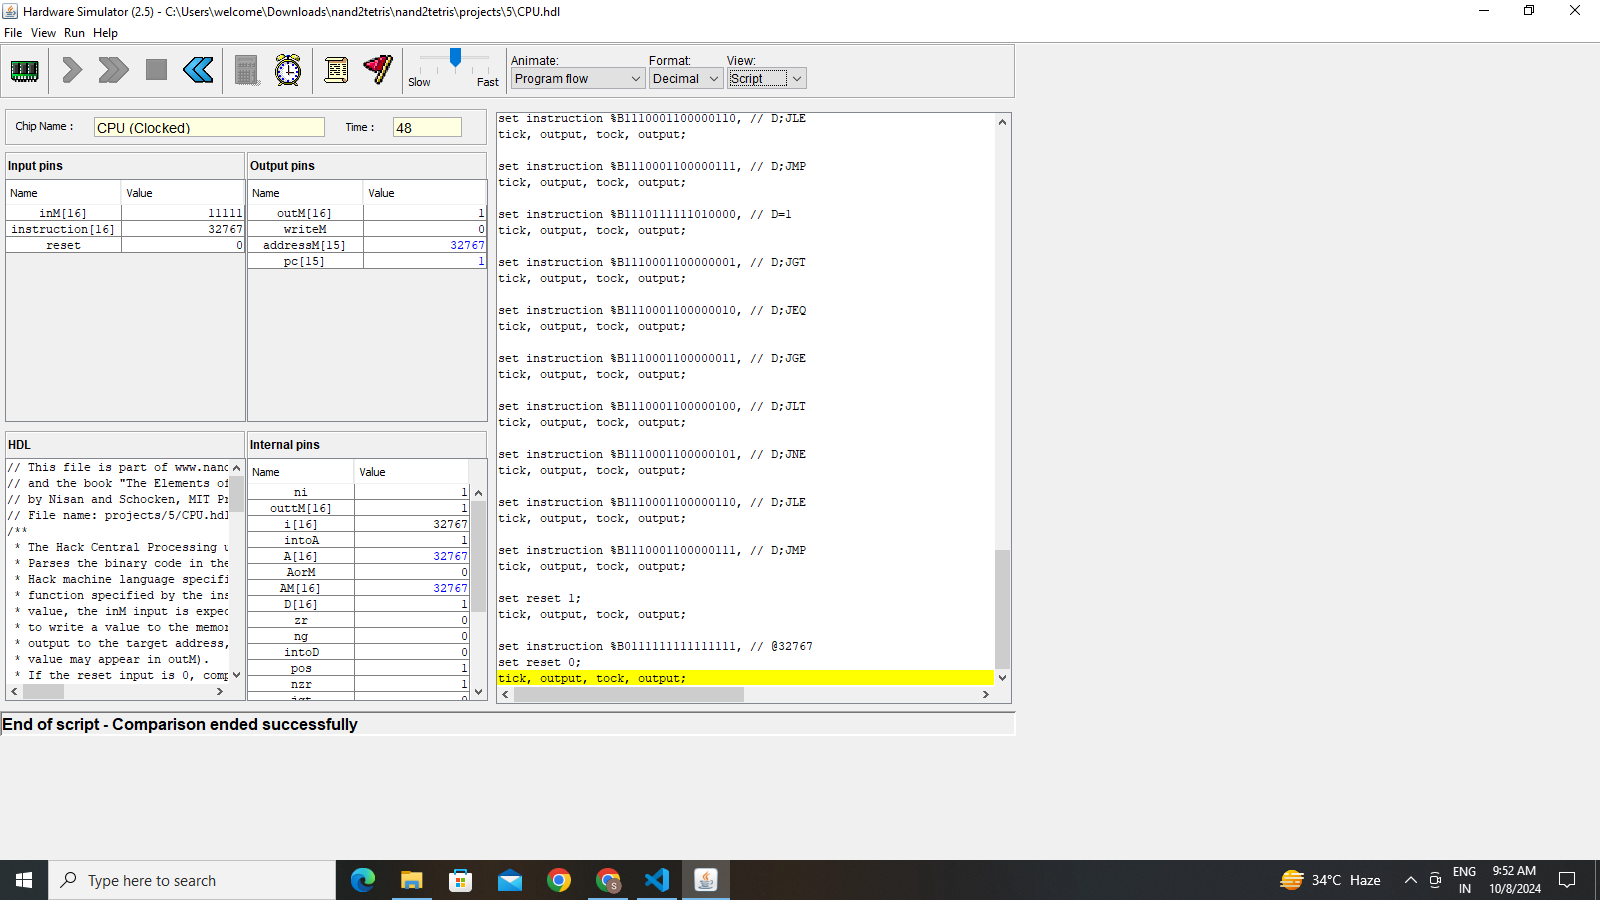 Hardware Simulator (2.5) - C:\Users\welcome\Downloads\nand2tetris\nand2tetris\projects\5\CPU.hdl
File View Run Help
Slow Fast
Animate: Format: View:
Program flow Decimal Script
Chip Name : CPU (Clocked) Time : 48
Input pins
Name Value
inM[16] 11111
instruction[16] 32767
reset 0
Output pins
Name Value
outM[16] 1
writeM 0
addressM[15] 32767
pc[15] 1
HDL
// This file is part of www.nand
// and the book "The Elements of
// by Nisan and Schocken, MIT Pr
// File name: projects/5/CPU.hdl
/**
* The Hack Central Processing u
* Parses the binary code in the
* Hack machine language specifi
* function specified by the ins
* value, the inM input is expec
* to write a value to the memor
* output to the target address,
* value may appear in outM).
* If the reset input is 0, comp
Internal pins
Name Value
ni 1
outtM[16] 1
i[16] 32767
intoA 1
A[16] 32767
AorM 0
AM[16] 32767
D[16] 1
zr 0
ng 0
intoD 0
pos 1
nzr 1
jgt 0
set instruction %B1110001100000110, // D;JLE
tick, output, tock, output;
set instruction %B1110001100000111, // D;JMP
tick, output, tock, output;
set instruction %B1110111111010000, // D=1
tick, output, tock, output;
set instruction %B1110001100000001, // D;JGT
tick, output, tock, output;
set instruction %B1110001100000010, // D;JEQ
tick, output, tock, output;
set instruction %B1110001100000011, // D;JGE
tick, output, tock, output;
set instruction %B1110001100000100, // D;JLT
tick, output, tock, output;
set instruction %B1110001100000101, // D;JNE
tick, output, tock, output;
set instruction %B1110001100000110, // D;JLE
tick, output, tock, output;
set instruction %B1110001100000111, // D;JMP
tick, output, tock, output;
set reset 1;
tick, output, tock, output;
set instruction %B0111111111111111, // @32767
set reset 0;
tick, output, tock, output;
End of script - Comparison ended successfully
Type here to search
S
34°C Haze
ENG
IN
9:52 AM
10/8/2024